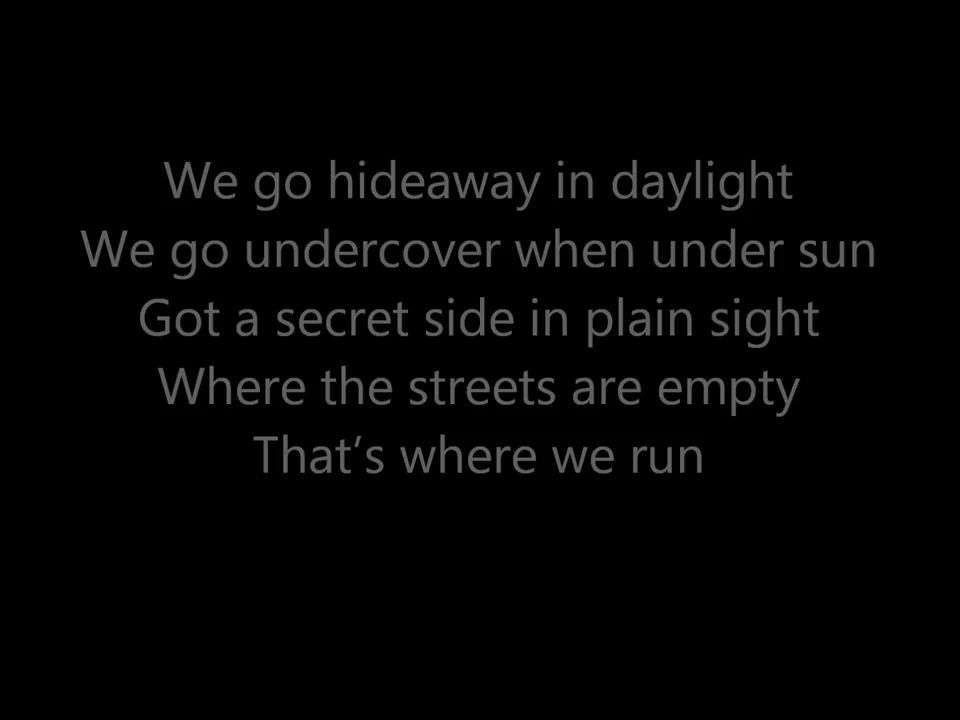 We go hideaway in daylight
We go undercover when under sun
Got a secret side in plain sight
Where the streets are empty
That's where we run